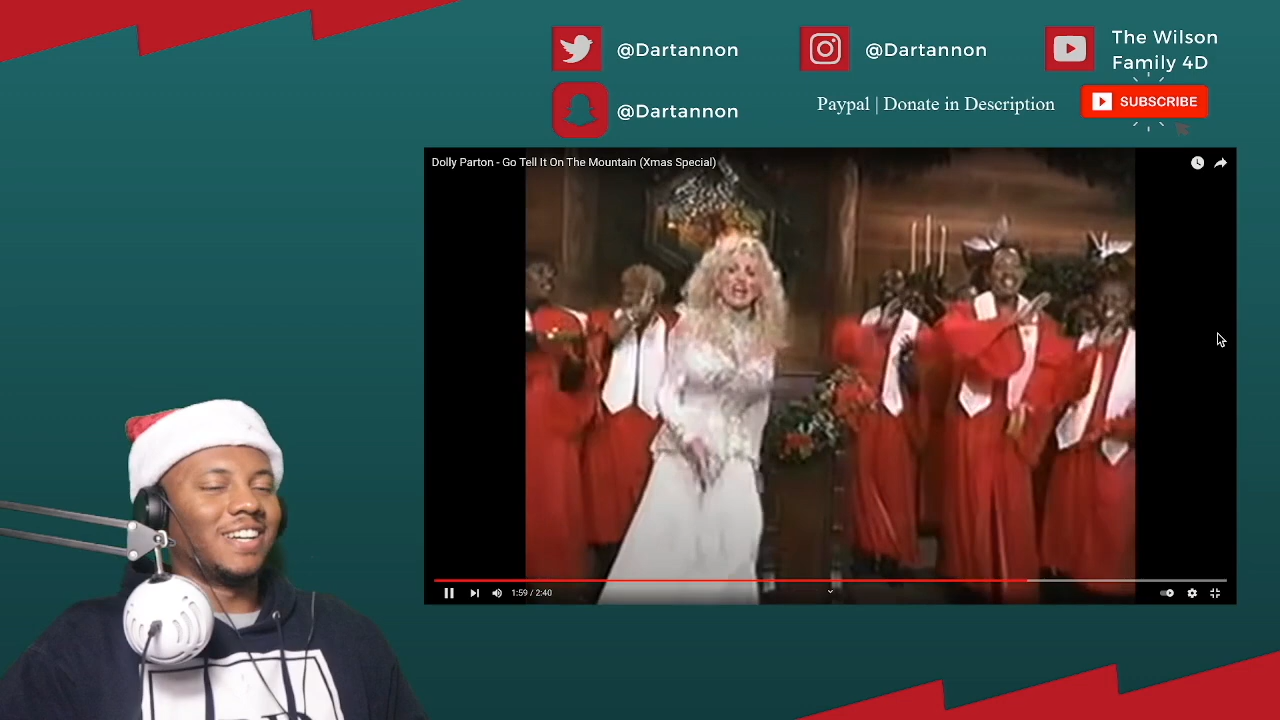 @Dartannon
@Dartannon
The Wilson
Family 4D
@Dartannon
Paypal | Donate in Description
SUBSCRIBE
Dolly Parton - Go Tell It On The Mountain (Xmas Special)
1:59 / 2:40